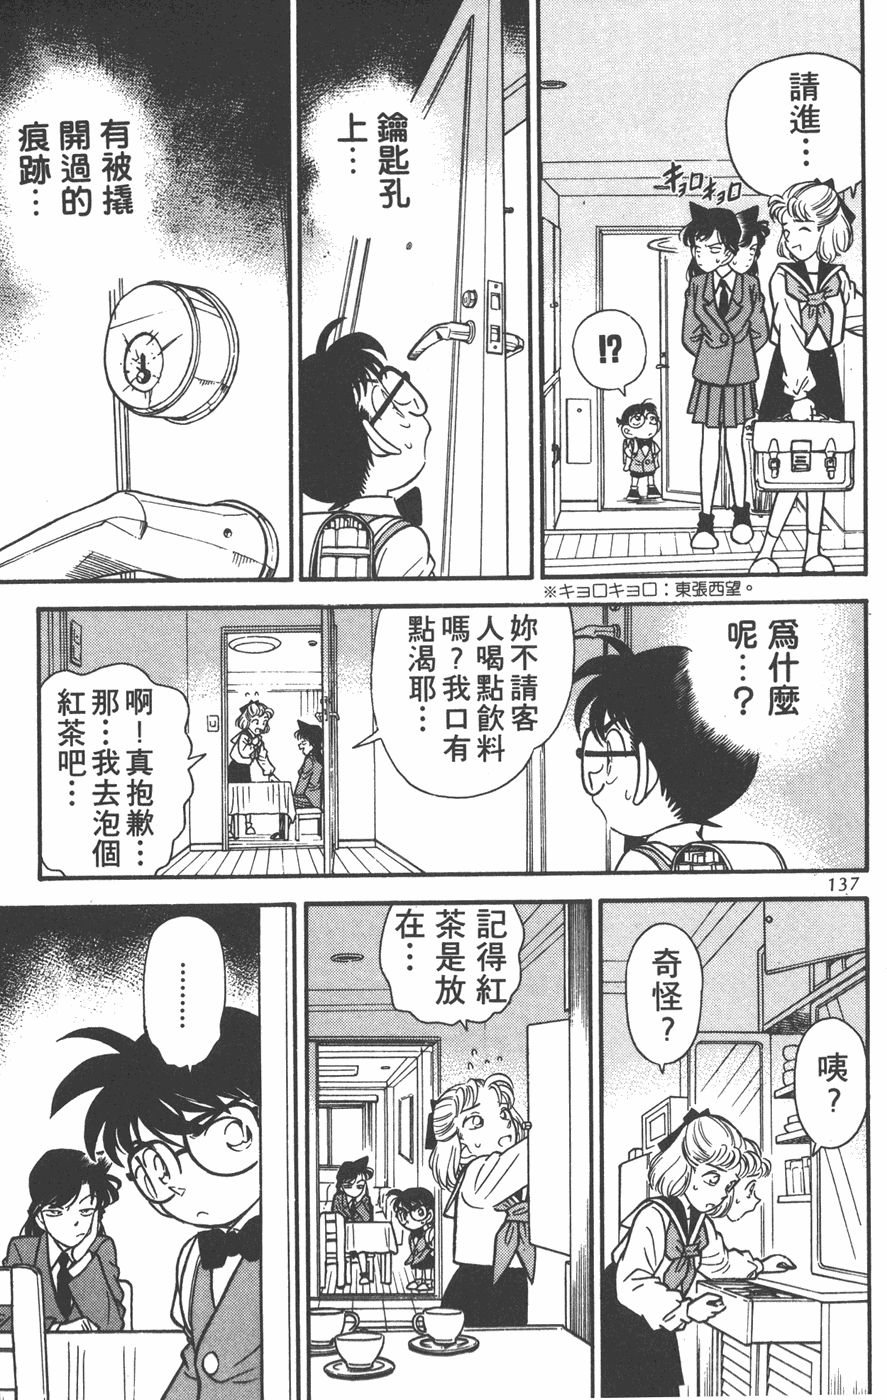 請進…
キョロキョロ
!?
鑰匙孔
上…
有被撬
開過的
痕跡…
※キョロキョロ：東張西望。
爲什麼
呢…？
妳不請客
人喝點飲料
嗎？我口有
點渴耶…
啊！真抱歉…
那…我去泡個
紅茶吧…
137
咦？
奇怪？
記得紅
茶是放
在…
………